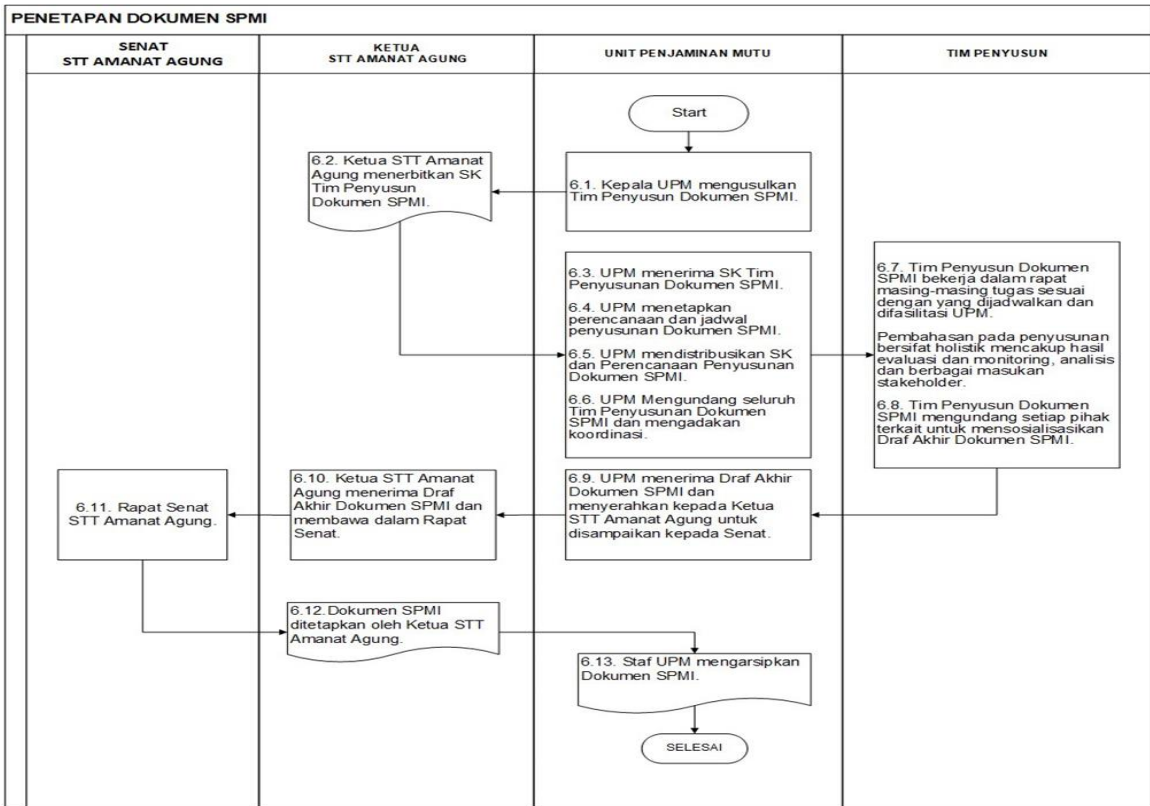 PENETAPAN DOKUMEN SPMI
SENAT
STT AMANAT AGUNG
KETUA
STT AMANAT AGUNG
UNIT PENJAMINAN MUTU
TIM PENYUSUN
Start
6.1. Kepala UPM mengusulkan
Tim Penyusun Dokumen SPMI.
6.2. Ketua STT Amanat
Agung menerbitkan SK
Tim Penyusun
Dokumen SPMI.
6.3. UPM menerima SK Tim
Penyusunan Dokumen SPMI.
6.4. UPM menetapkan
perencanaan dan jadwal
penyusunan Dokumen SPMI.
6.5. UPM mendistribusikan SK
dan Perencanaan Penyusunan
Dokumen SPMI.
6.6. UPM Mengundang seluruh
Tim Penyusunan Dokumen
SPMI dan mengadakan
koordinasi.
6.7. Tim Penyusun Dokumen
SPMI bekerja dalam rapat
masing-masing tugas sesuai
dengan yang dijadwalkan dan
difasilitasi UPM.
Pembahasan pada penyusunan
bersifat holistik mencakup hasil
evaluasi dan monitoring, analisis
dan berbagai masukan
stakeholder.
6.8. Tim Penyusun Dokumen
SPMI mengundang setiap pihak
terkait untuk mensosialisasikan
Draf Akhir Dokumen SPMI.
6.9. UPM menerima Draf Akhir
Dokumen SPMI dan
menyerahkan kepada Ketua
STT Amanat Agung untuk
disampaikan kepada Senat.
6.10. Ketua STT Amanat
Agung menerima Draf
Akhir Dokumen SPMI dan
membawa dalam Rapat
Senat.
6.11. Rapat Senat
STT Amanat Agung.
6.12. Dokumen SPMI
ditetapkan oleh Ketua STT
Amanat Agung.
6.13. Staf UPM mengarsipkan
Dokumen SPMI.
SELESAI